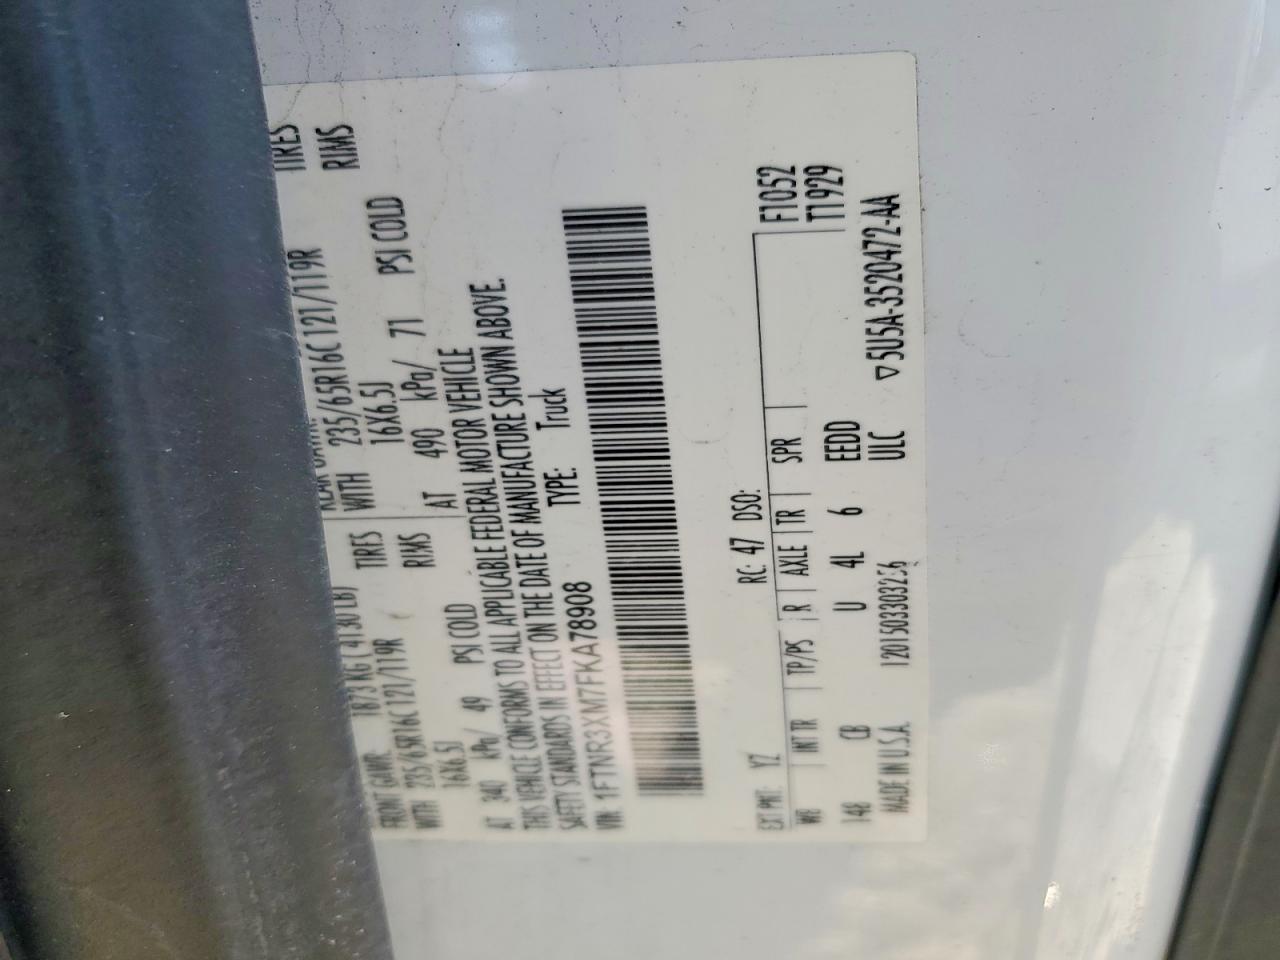 FRONT GAWR: 1873 KG ( 4130 LB)
TIRES WITH 235/65R16C 121/119R TIRES
WITH 235/65R16C 121/119R
RIMS 16X6.5J RIMS
16X6.5J
AT 340 kPa/ 49 PSI COLD
AT 490 kPa/ 71 PSI COLD
THIS VEHICLE CONFORMS TO ALL APPLICABLE FEDERAL MOTOR VEHICLE
SAFETY STANDARDS IN EFFECT ON THE DATE OF MANUFACTURE SHOWN ABOVE.
VIN: 1FTNR3XM7FKA78908 TYPE: Truck
EXT PNT: YZ RC: 47 DSO: F1052
WB INT TR TP/PS R AXLE TR SPR T1929
148 CB U 4L 6 EEDD
MADE IN U.S.A. 12015033032 6 ULC ▽5U5A-3520472-AA